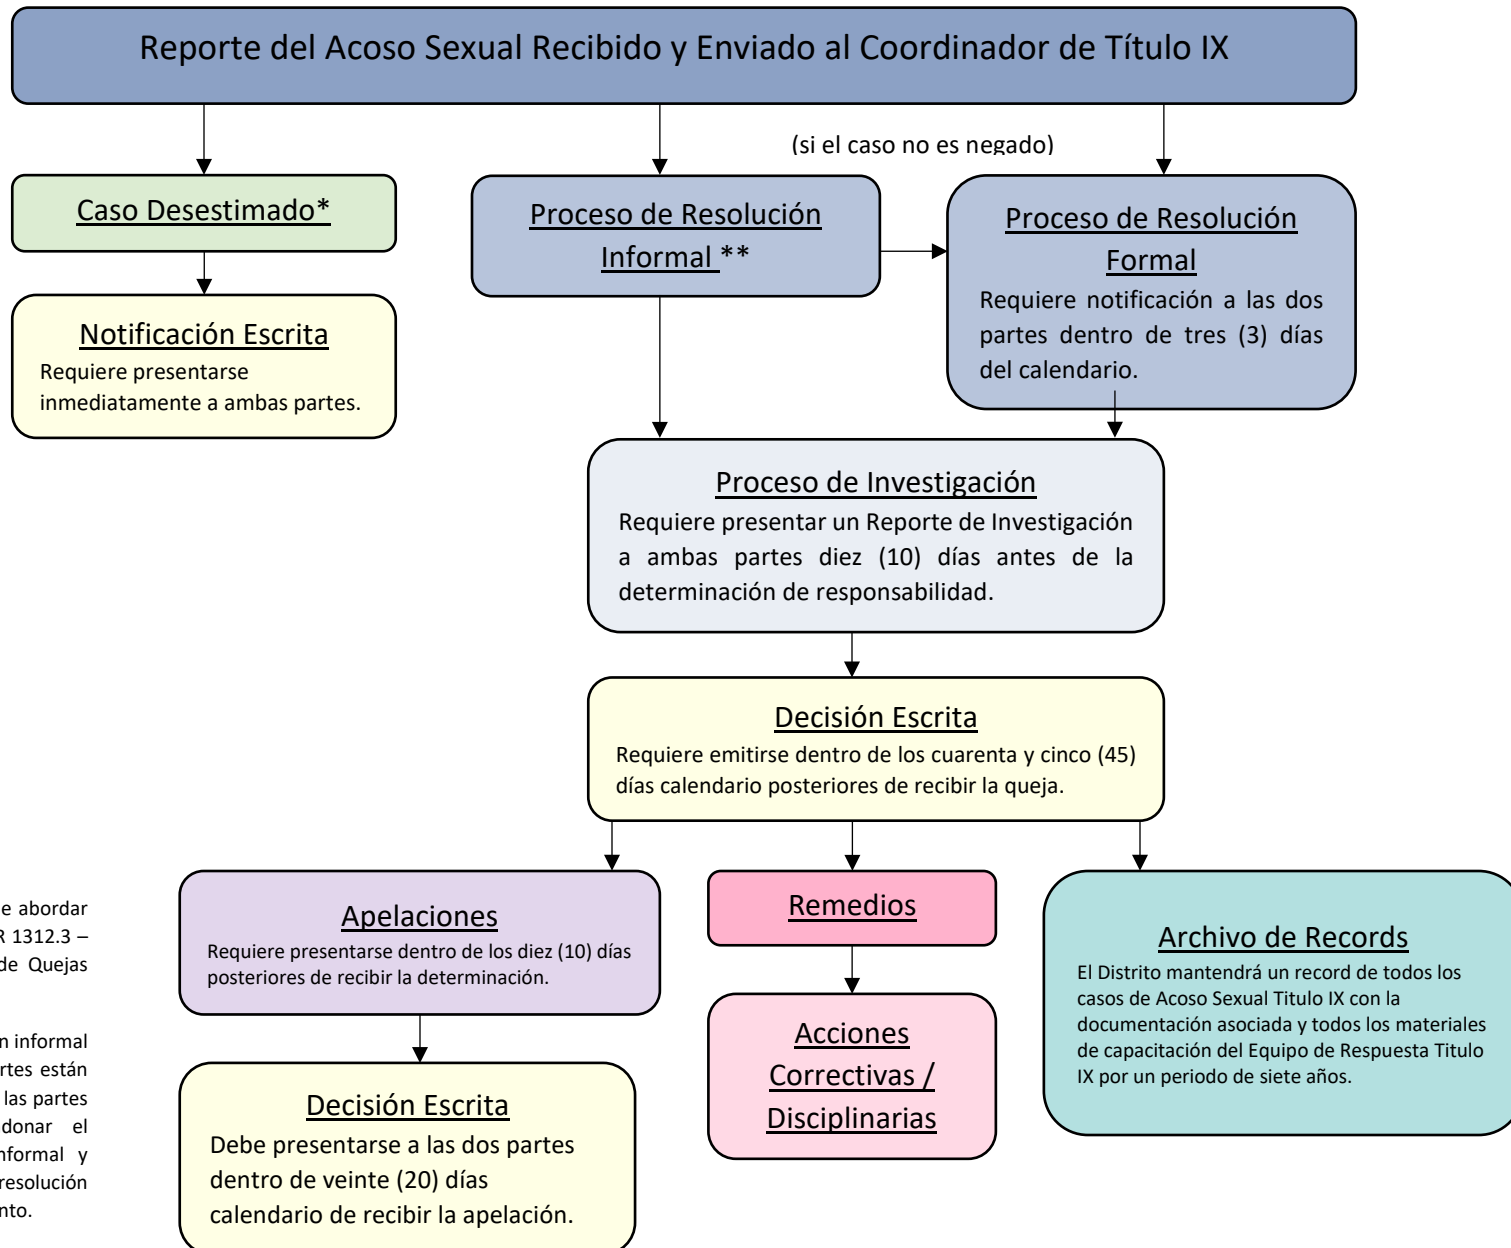 Reporte del Acoso Sexual Recibido y Enviado al Coordinador de Título IX
(si el caso no es negado)
Caso Desestimado*
Proceso de Resolución
Informal **
Proceso de Resolución
Formal
Requiere notificación a las dos
partes dentro de tres (3) días
del calendario.
Notificación Escrita
Requiere presentarse
inmediatamente a ambas partes.
Proceso de Investigación
Requiere presentar un Reporte de Investigación
a ambas partes diez (10) días antes de la
determinación de responsabilidad.
Decisión Escrita
Requiere emitirse dentro de los cuarenta y cinco (45)
días calendario posteriores de recibir la queja.
abordar
1312.3 –
de Quejas
informal
están
las partes
el
y
resolución
Apelaciones
Requiere presentarse dentro de los diez (10) días
posteriores de recibir la determinación.
Decisión Escrita
Debe presentarse a las dos partes
dentro de veinte (20) días
calendario de recibir la apelación.
Remedios
Acciones
Correctivas /
Disciplinarias
Archivo de Records
El Distrito mantendrá un record de todos los
casos de Acoso Sexual Titulo IX con la
documentación asociada y todos los materiales
de capacitación del Equipo de Respuesta Titulo
IX por un periodo de siete años.